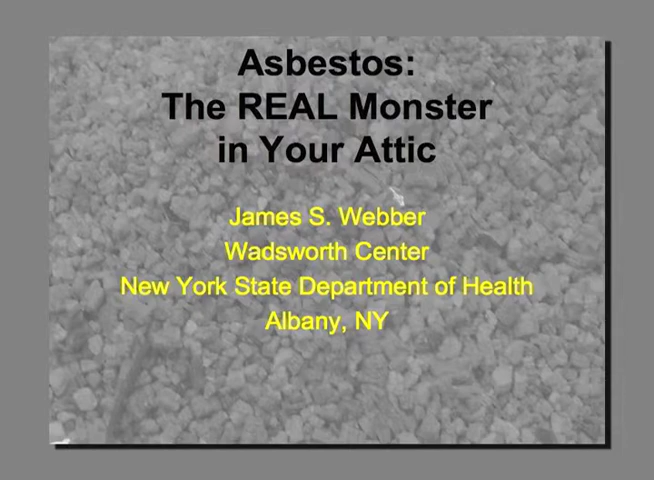 Asbestos:
The REAL Monster
in Your Attic
James S. Webber
Wadsworth Center
New York State Department of Health
Albany, NY